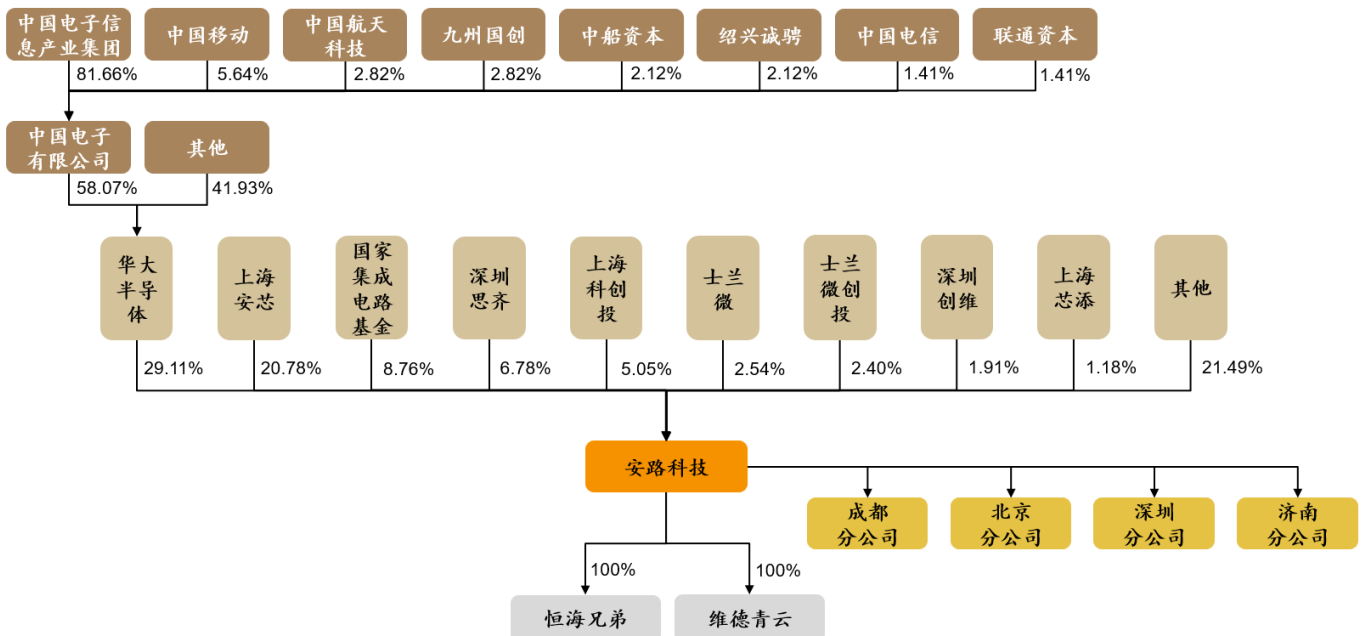 中国电子信
息产业集团
中国移动
中国航天
科技
九州国创
中船资本
绍兴诚骋
中国电信
联通资本
81.66%
5.64%
2.82%
2.82%
2.12%
2.12%
1.41%
1.41%
中国电子
有限公司
其他
58.07%
41.93%
华大
半导
体
上海
安芯
国家
集成
电路
基金
深圳
思齐
上海
科创
投
士兰
微
士兰
微创
投
深圳
创维
上海
芯添
其他
29.11%
20.78%
8.76%
6.78%
5.05%
2.54%
2.40%
1.91%
1.18%
21.49%
安路科技
成都
分公司
北京
分公司
深圳
分公司
济南
分公司
100%
100%
恒海兄弟
维德青云